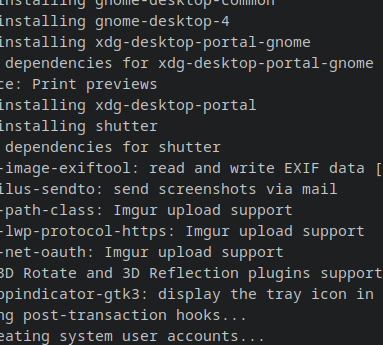 installing gnome-desktop-common
installing gnome-desktop-4
installing xdg-desktop-portal-gnome
dependencies for xdg-desktop-portal-gnome
ce: Print previews
installing xdg-desktop-portal
installing shutter
dependencies for shutter
-image-exiftool: read and write EXIF data [
ilus-sendto: send screenshots via mail
-path-class: Imgur upload support
-lwp-protocol-https: Imgur upload support
-net-oauth: Imgur upload support
3D Rotate and 3D Reflection plugins support
ppindicator-gtk3: display the tray icon in
ng post-transaction hooks...
eating system user accounts...